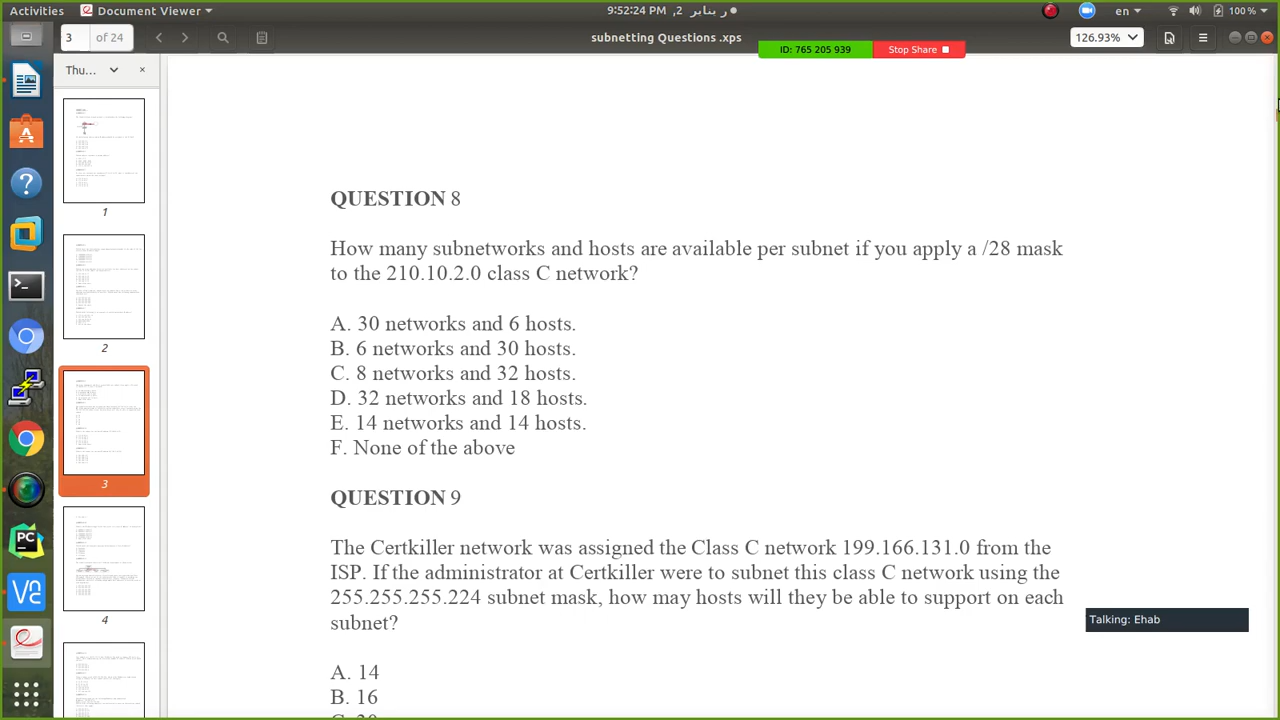 Activities
Document Viewer
9:52:24 PM ,2 يناير ر
en
100 %
3
of 24
subnetting Questions .xps
126.93%
ID: 765 205 939
Stop Share
Thu...
1
2
3
4
QUESTION 8
How many subnetworks and hosts are available per subnet if you apply a /28 mask
to the 210.10.2.0 class C network?
A. 30 networks and 6 hosts.
B. 6 networks and 30 hosts.
C. 8 networks and 32 hosts.
D. 32 networks and 18 hosts.
E. 14 networks and 14 hosts.
F. None of the above
QUESTION 9
The Certkiller network was assigned the Class C network 199.166.131.0 from the
ISP. If the administrator at Certkiller were to subnet this class C network using the
255.255.255.224 subnet mask, how may hosts will they be able to support on each
subnet?
A. 14
B. 16
C. 30
Talking: Ehab